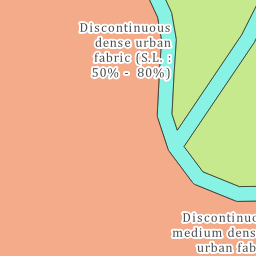 Discontinuous
dense urban
fabric (S.L. :
50% - 80%)
Discontinuo
medium dens
urban fab